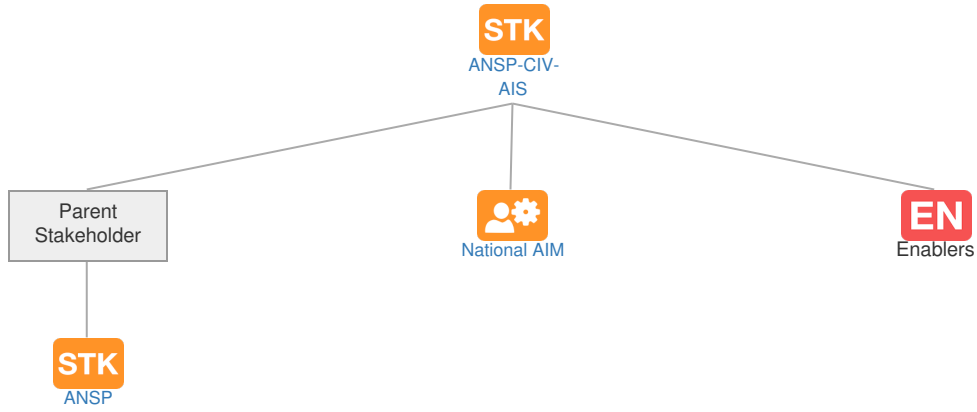 STK
ANSP-CIV-
AIS
Parent
Stakeholder
National AIM
EN
Enablers
STK
ANSP